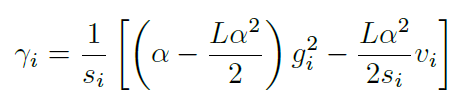 γ_i = \frac{1}{s_i} \left[ \left( α - \frac{Lα^2}{2} \right) g_i^2 - \frac{Lα^2}{2s_i} v_i \right]